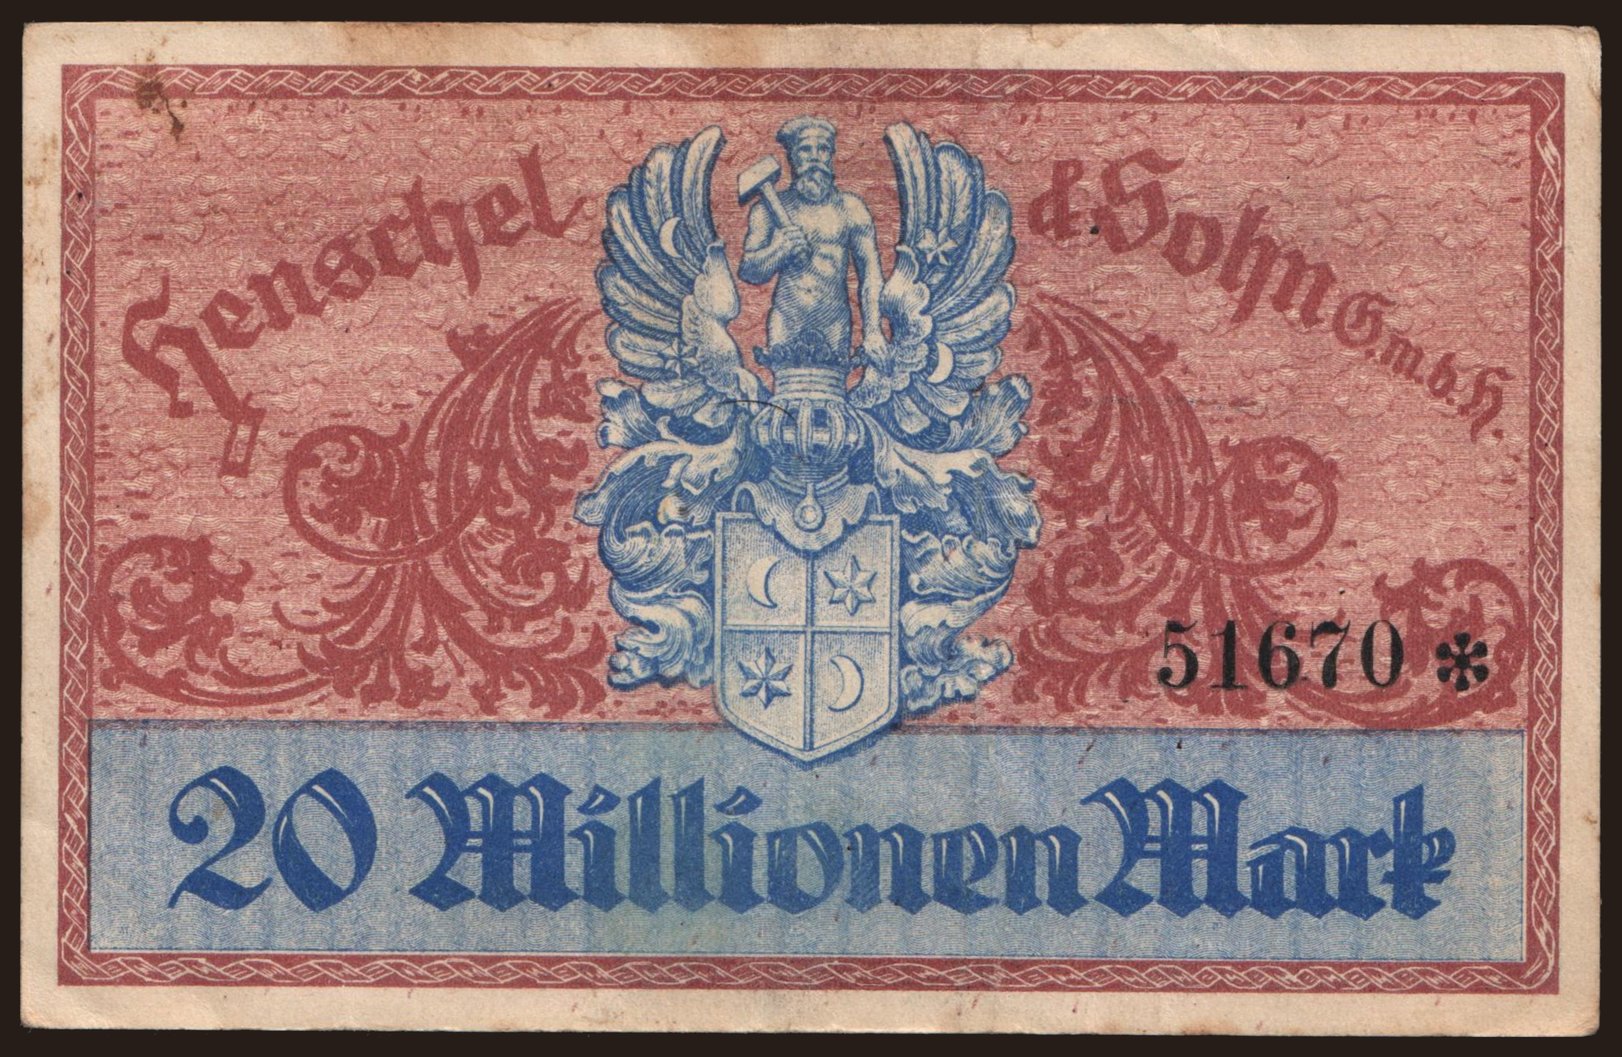 Henschel & Sohn G.m.b.H.
51670 *
20 Millionen Mark